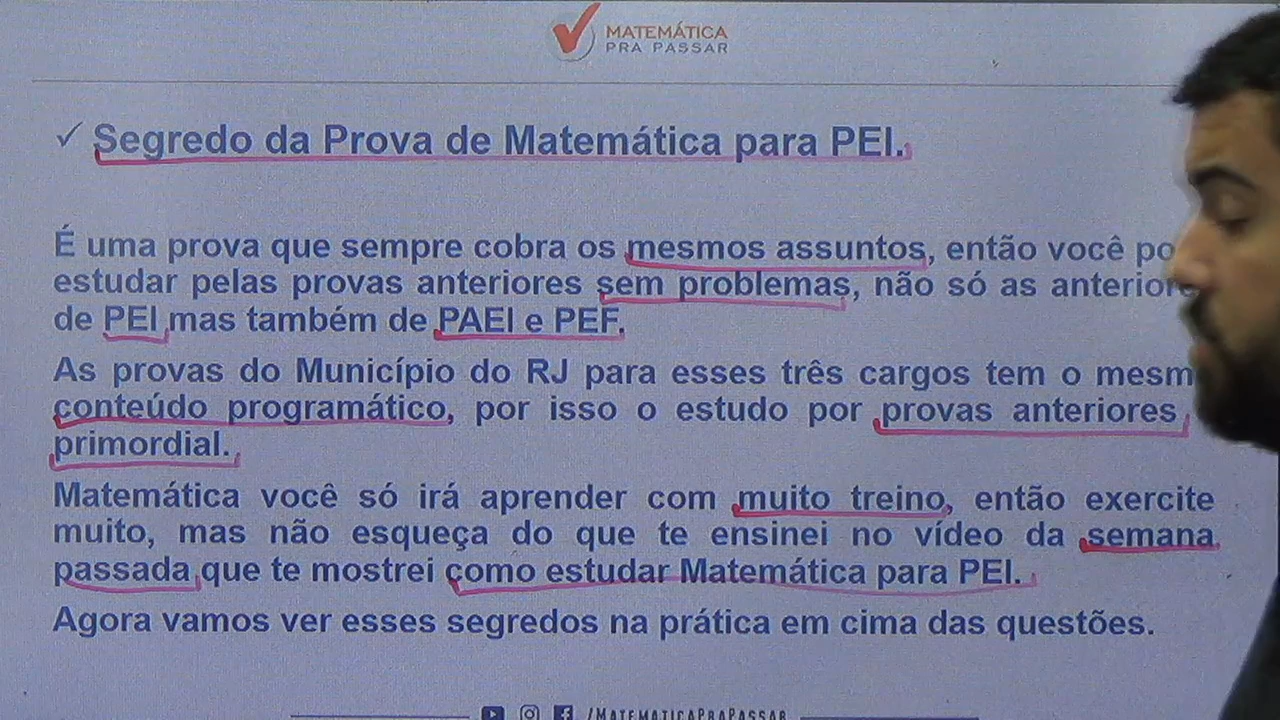 MATEMÁTICA
PRA PASSAR
✓ Segredo da Prova de Matemática para PEI.
É uma prova que sempre cobra os mesmos assuntos, então você
estudar pelas provas anteriores sem problemas, não só as
de PEI mas também de PAEI e PEF.
As provas do Município do RJ para esses três cargos tem o
conteúdo programático, por isso o estudo por provas anteriores
primordial.
Matemática você só irá aprender com muito treino, então exercite
muito, mas não esqueça do que te ensinei no vídeo da semana
passada que te mostrei como estudar Matemática para PEI.
Agora vamos ver esses segredos na prática em cima das questões.
/MATEMATICAPRAPASSAR